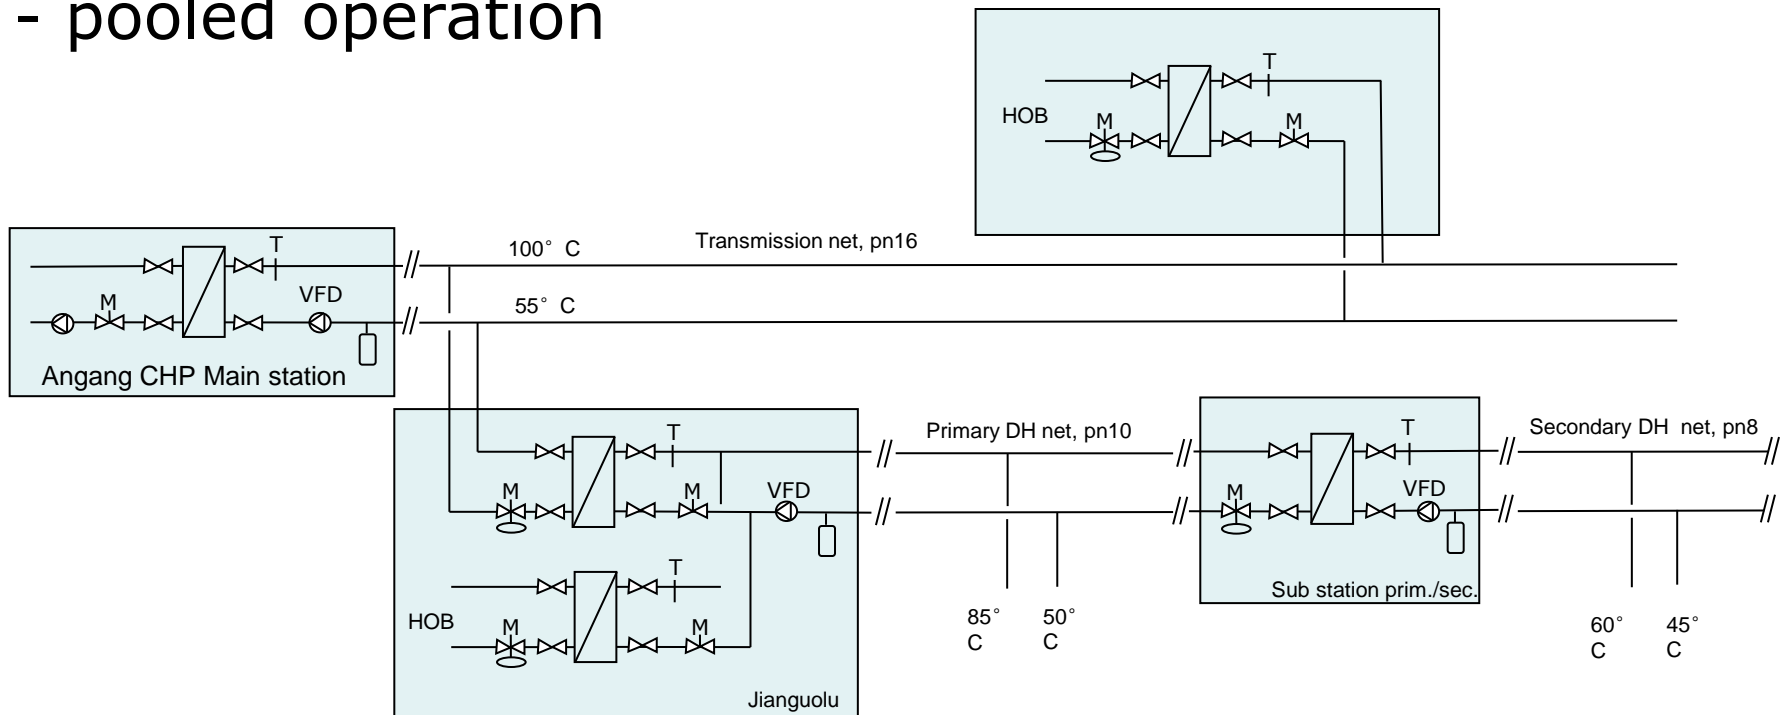 - pooled operation
T
HOB
M
M
T
100° C
Transmission net, pn16
M
VFD
55° C
Angang CHP Main station
T
Primary DH net, pn10
T
Secondary DH net, pn8
M
M
VFD
M
VFD
T
Sub station prim./sec.
HOB
M
M
85°
C
50°
C
60°
C
45°
C
Jianguolu